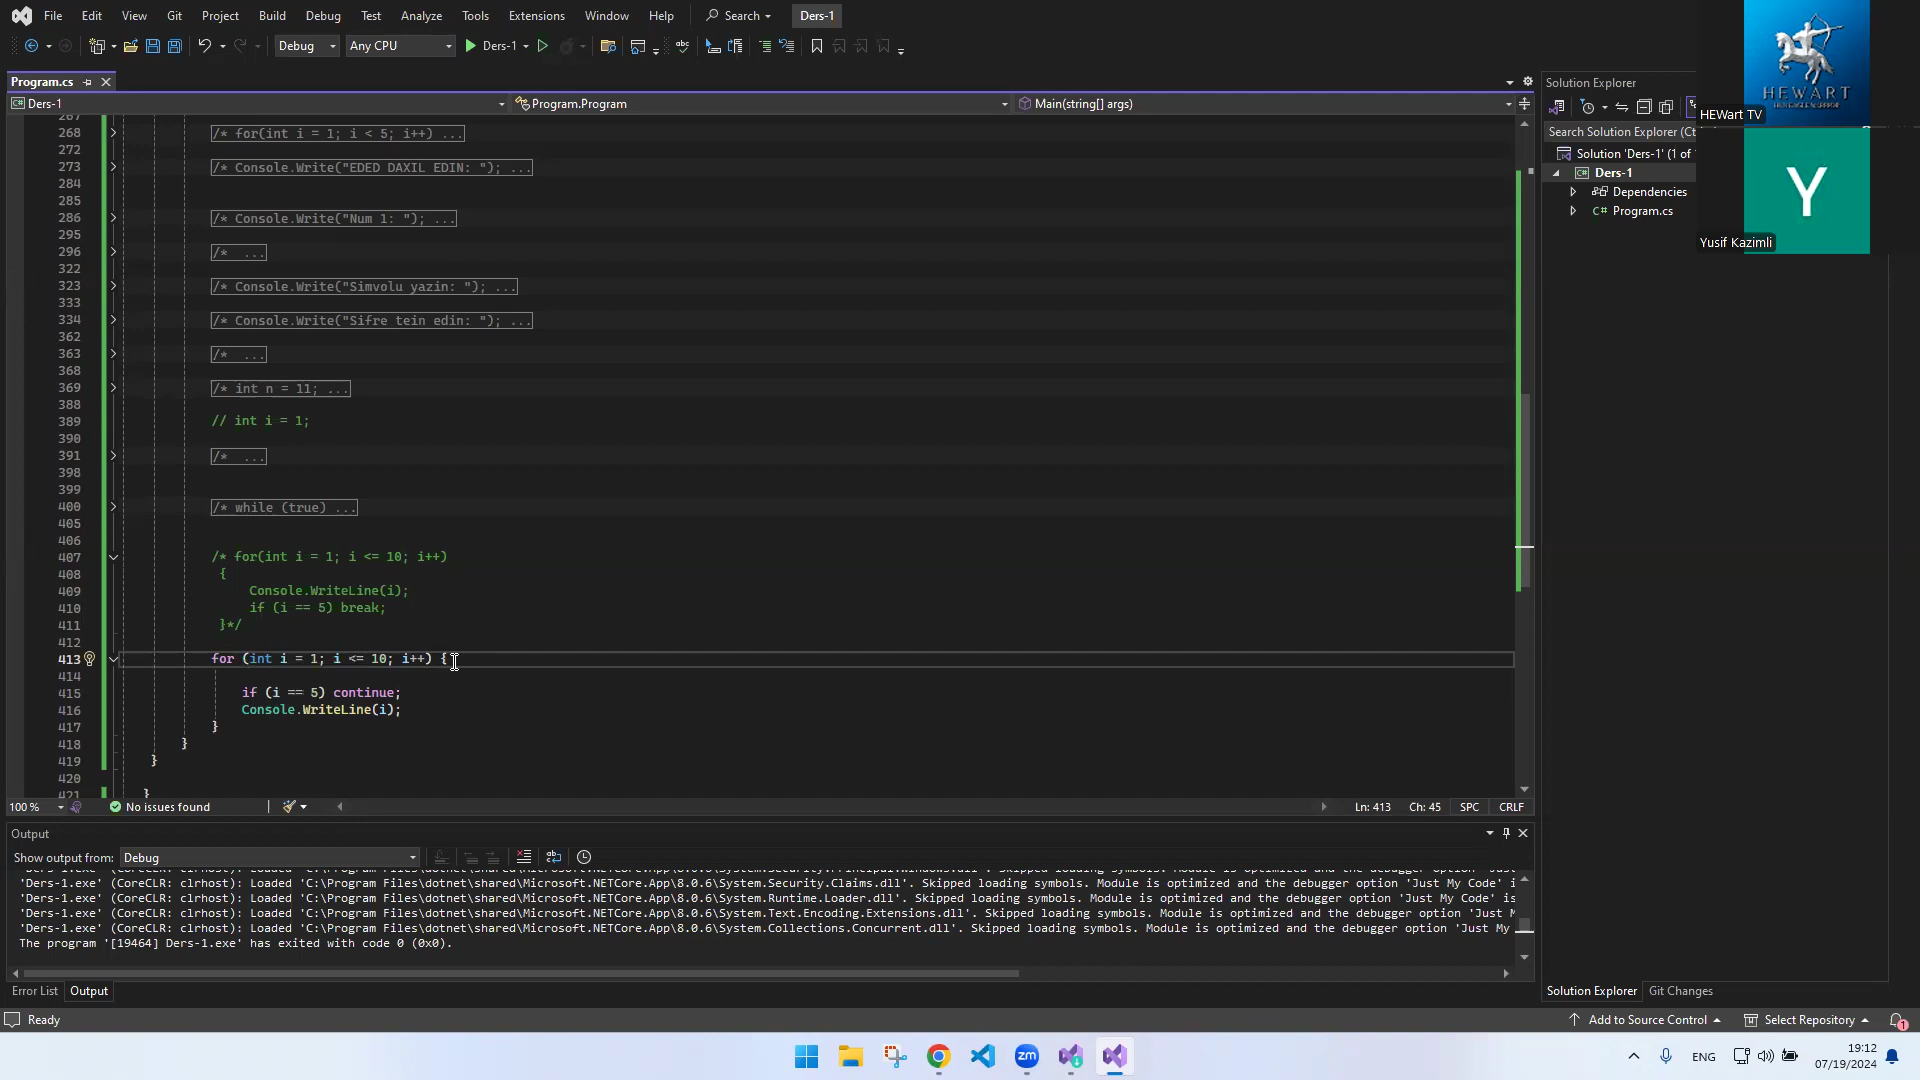 File Edit View Git Project Build Debug Test Analyze Tools Extensions Window Help Search Ders-1
Debug Any CPU Ders-1
HEWART
HEWart TV
Y
Yusif Kazimli
Program.cs
Ders-1 Program.Program Main(string[] args)
268 /* for(int i = 1; i < 5; i++) ...
272
273 /* Console.Write("EDED DAXIL EDIN: "); ...
284
285
286 /* Console.Write("Num 1: "); ...
295
296 /* ...
322
323 /* Console.Write("Simvolu yazin: "); ...
333
334 /* Console.Write("Sifre tein edin: "); ...
362
363 /* ...
368
369 /* int n = 11; ...
388
389 // int i = 1;
390
391 /* ...
398
399
400 /* while (true) ...
405
406
407 /* for(int i = 1; i <= 10; i++)
408 {
409 Console.WriteLine(i);
410 if (i == 5) break;
411 }*/
412
413 for (int i = 1; i <= 10; i++) {
414
415 if (i == 5) continue;
416 Console.WriteLine(i);
417 }
418 }
419 }
420
421 }
100 % No issues found Ln: 413 Ch: 45 SPC CRLF
Solution Explorer
Search Solution Explorer (Ct
Solution 'Ders-1' (1 of
Ders-1
Dependencies
C# Program.cs
Output
Show output from: Debug
'Ders-1.exe' (CoreCLR: clrhost): Loaded 'C:\Program Files\dotnet\shared\Microsoft.NETCore.App\8.0.6\System.Security.Claims.dll'. Skipped loading symbols. Module is optimized and the debugger option 'Just My Code' i
'Ders-1.exe' (CoreCLR: clrhost): Loaded 'C:\Program Files\dotnet\shared\Microsoft.NETCore.App\8.0.6\System.Runtime.Loader.dll'. Skipped loading symbols. Module is optimized and the debugger option 'Just My Code' is
'Ders-1.exe' (CoreCLR: clrhost): Loaded 'C:\Program Files\dotnet\shared\Microsoft.NETCore.App\8.0.6\System.Text.Encoding.Extensions.dll'. Skipped loading symbols. Module is optimized and the debugger option 'Just M
'Ders-1.exe' (CoreCLR: clrhost): Loaded 'C:\Program Files\dotnet\shared\Microsoft.NETCore.App\8.0.6\System.Collections.Concurrent.dll'. Skipped loading symbols. Module is optimized and the debugger option 'Just My
The program '[19464] Ders-1.exe' has exited with code 0 (0x0).
Error List Output
Solution Explorer Git Changes
Ready Add to Source Control Select Repository 1
zm
ENG
19:12
07/19/2024